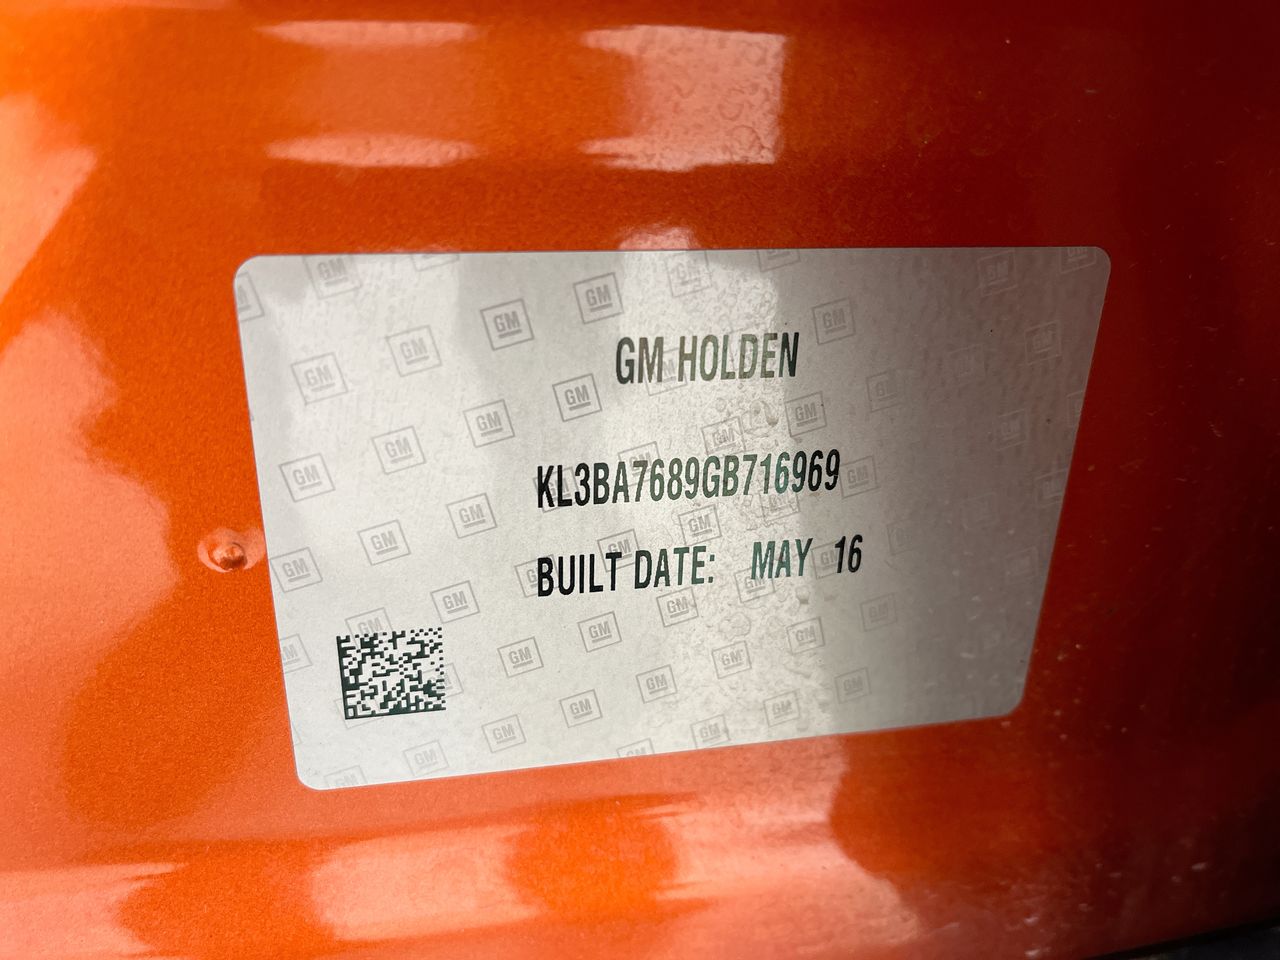 GM HOLDEN
KL3BA7689GB716969
BUILT DATE: MAY 16